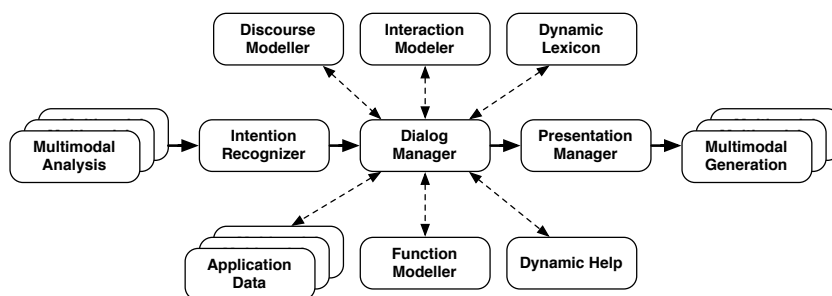 Discourse
Modeller
Interaction
Modeler
Dynamic
Lexicon
Multimodal
Analysis
Intention
Recognizer
Dialog
Manager
Presentation
Manager
Multimodal
Generation
Application
Data
Function
Modeller
Dynamic Help